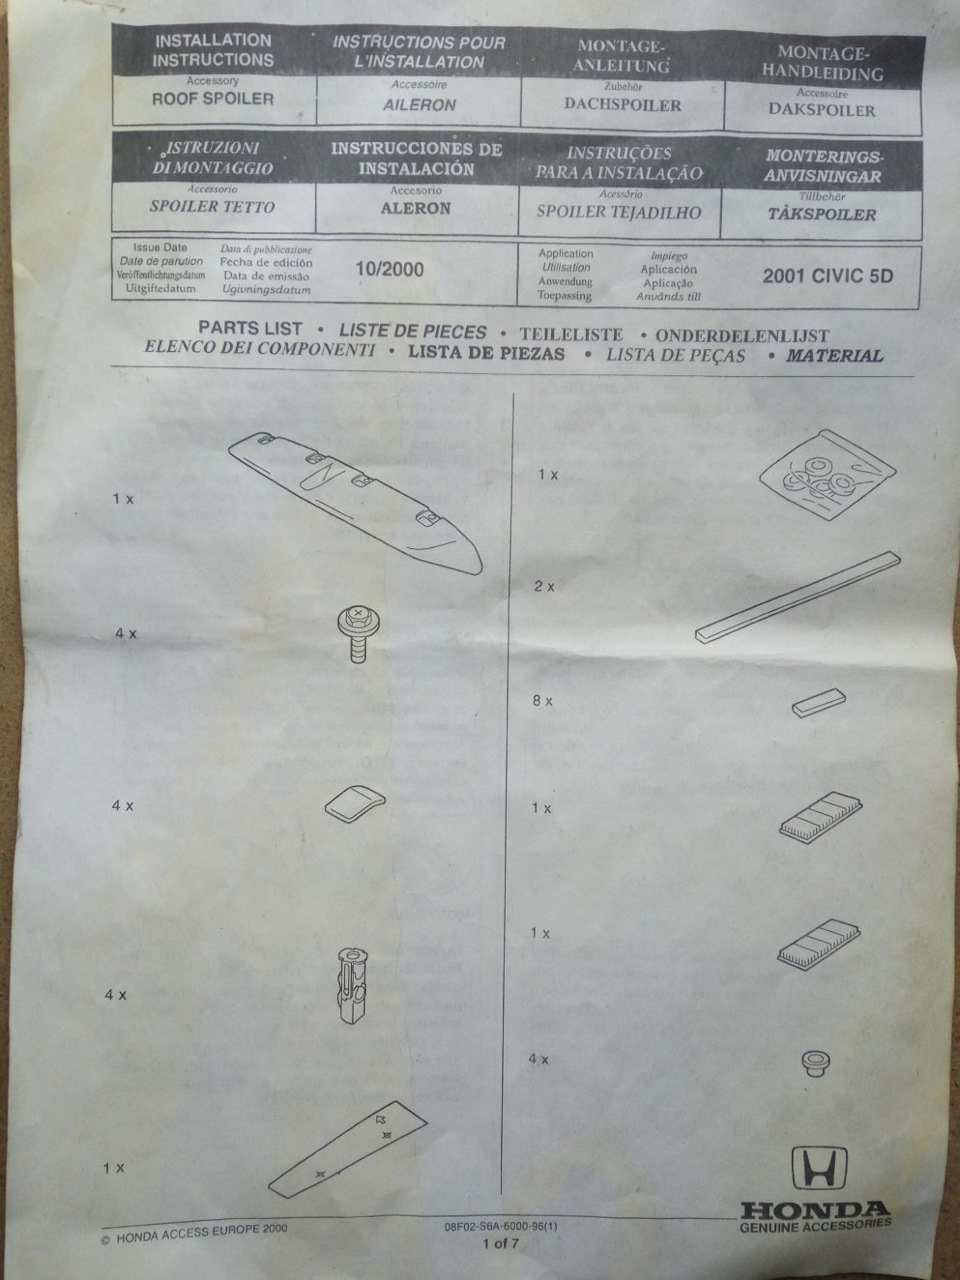 INSTALLATION
INSTRUCTIONS
Accessory
ROOF SPOILER
INSTRUCTIONS POUR
L'INSTALLATION
Accessoire
AILERON
MONTAGE-
ANLEITUNG
Zubehör
DACHSPOILER
MONTAGE-
HANDLEIDING
Accessoire
DAKSPOILER
ISTRUZIONI
DI MONTAGGIO
Accessorio
SPOILER TETTO
INSTRUCCIONES DE
INSTALACIÓN
Accesorio
ALERON
INSTRUÇÕES
PARA A INSTALAÇÃO
Acessório
SPOILER TEJADILHO
MONTERINGS-
ANVISNINGAR
Tillbehör
TAKSPOILER
Issue Date
Date de parution
Veröffentlichungsdatum
Uitgiftedatum
Data di pubblicazione
Fecha de edición
Data de emissão
Ugivningsdatum
10/2000
Application
Utilisation
Anwendung
Toepassing
Impiego
Aplicación
Aplicação
Används till
2001 CIVIC 5D
PARTS LIST • LISTE DE PIECES • TEILELISTE • ONDERDELENLIJST
ELENCO DEI COMPONENTI • LISTA DE PIEZAS • LISTA DE PEÇAS • MATERIAL
1 x
4 x
4 x
4 x
1 x
1 x
2 x
8 x
1 x
1 x
4 x
HONDA
GENUINE ACCESSORIES
© HONDA ACCESS EUROPE 2000
08F02-S6A-6000-96(1)
1 of 7